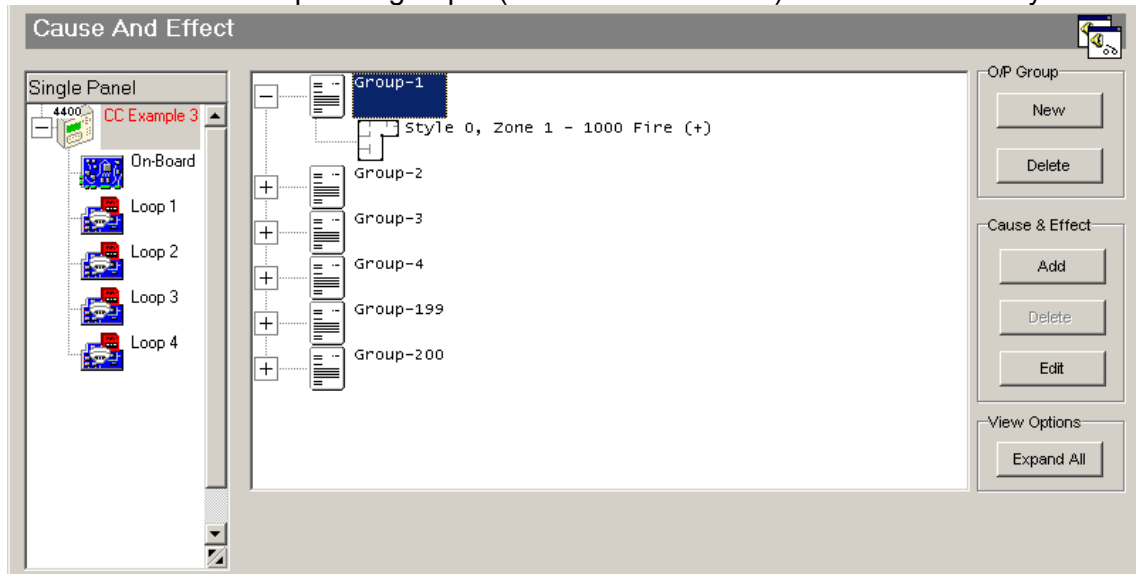 Cause And Effect
Single Panel
4400
CC Example 3
On-Board
Loop 1
Loop 2
Loop 3
Loop 4
Group-1
Style 0, Zone 1 - 1000 Fire (+)
Group-2
Group-3
Group-4
Group-199
Group-200
O/P Group
New
Delete
Cause & Effect
Add
Delete
Edit
View Options
Expand All